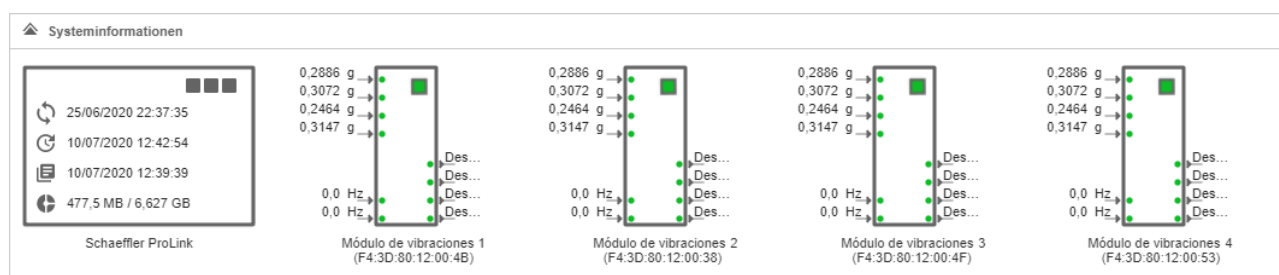 Systeminformationen
25/06/2020 22:37:35
10/07/2020 12:42:54
10/07/2020 12:39:39
477,5 MB / 6,627 GB
Schaeffler ProLink
0,2886 g
0,3072 g
0,2464 g
0,3147 g
Des...
Des...
0,0 Hz Des...
0,0 Hz Des...
Módulo de vibraciones 1
(F4:3D:80:12:00:4B)
0,2886 g
0,3072 g
0,2464 g
0,3147 g
Des...
Des...
0,0 Hz Des...
0,0 Hz Des...
Módulo de vibraciones 2
(F4:3D:80:12:00:38)
0,2886 g
0,3072 g
0,2464 g
0,3147 g
Des...
Des...
0,0 Hz Des...
0,0 Hz Des...
Módulo de vibraciones 3
(F4:3D:80:12:00:4F)
0,2886 g
0,3072 g
0,2464 g
0,3147 g
Des...
Des...
0,0 Hz Des...
0,0 Hz Des...
Módulo de vibraciones 4
(F4:3D:80:12:00:53)